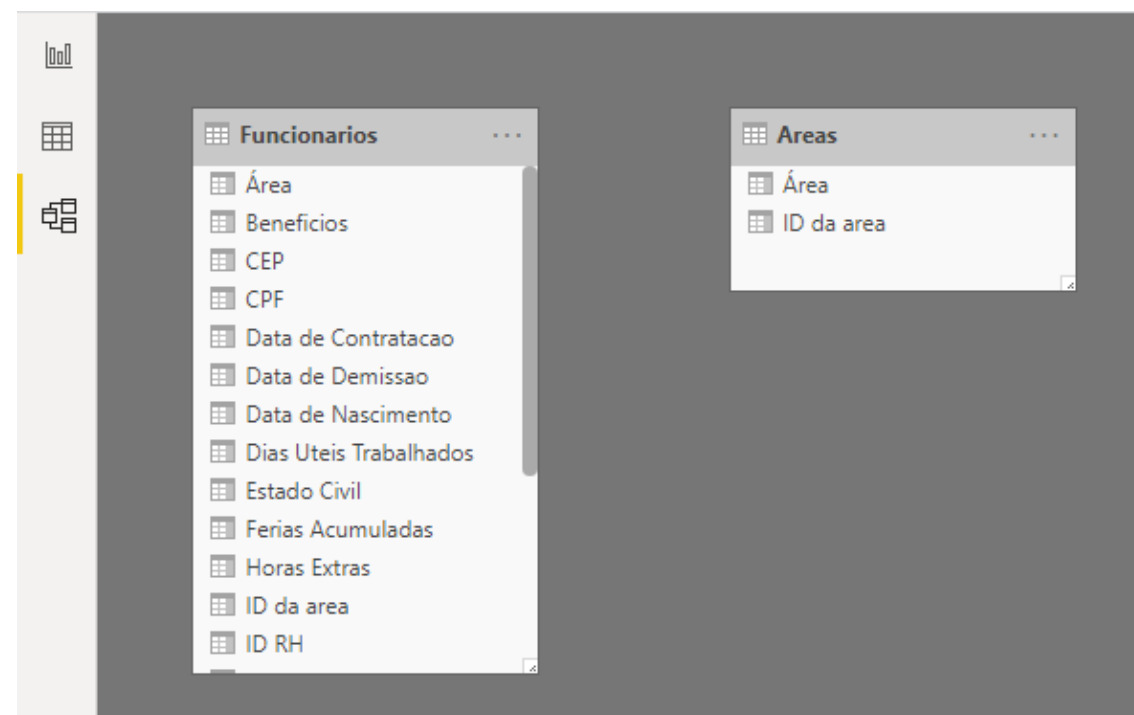 Funcionarios
Área
Beneficios
CEP
CPF
Data de Contratacao
Data de Demissao
Data de Nascimento
Dias Uteis Trabalhados
Estado Civil
Ferias Acumuladas
Horas Extras
ID da area
ID RH
Areas
Área
ID da area